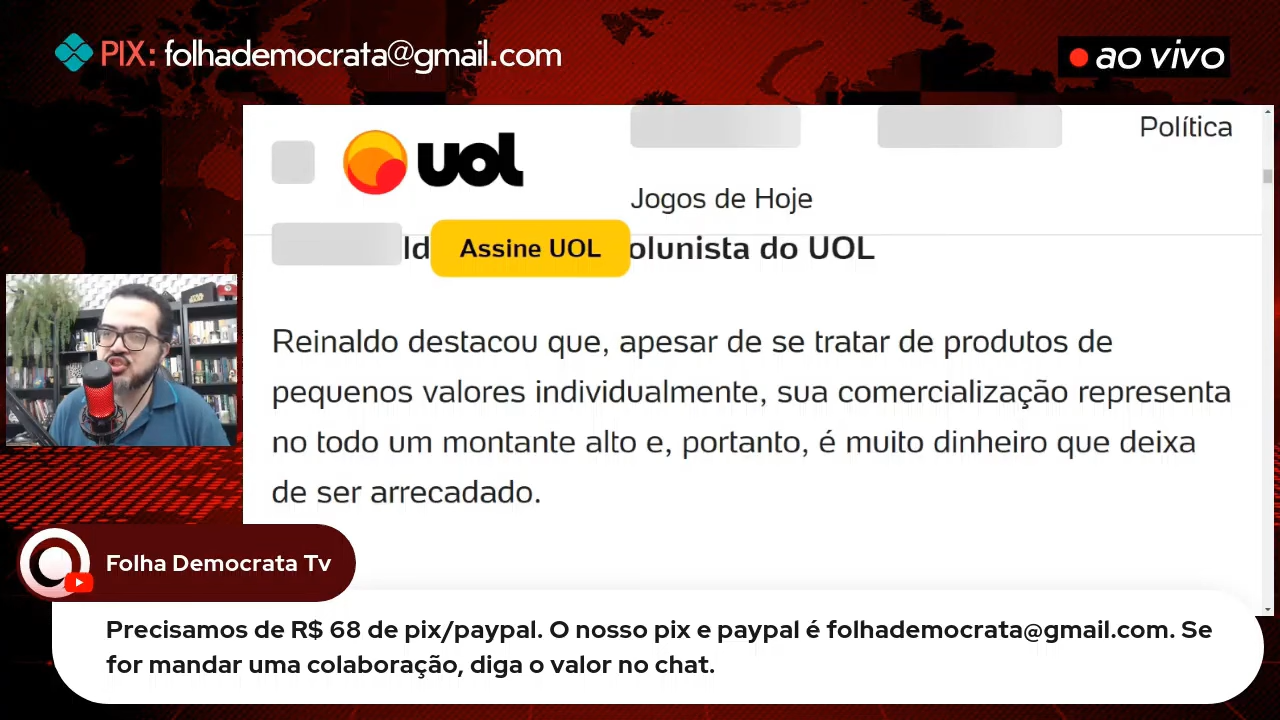 PIX: folhademocrata@gmail.com
ao vivo
uol
Política
Jogos de Hoje
Assine UOL
do UOL
Reinaldo destacou que, apesar de se tratar de produtos de
pequenos valores individualmente, sua comercialização representa
no todo um montante alto e, portanto, é muito dinheiro que deixa
de ser arrecadado.
Folha Democrata Tv
Precisamos de R$ 68 de pix/paypal. O nosso pix e paypal é folhademocrata@gmail.com. Se
for mandar uma colaboração, diga o valor no chat.